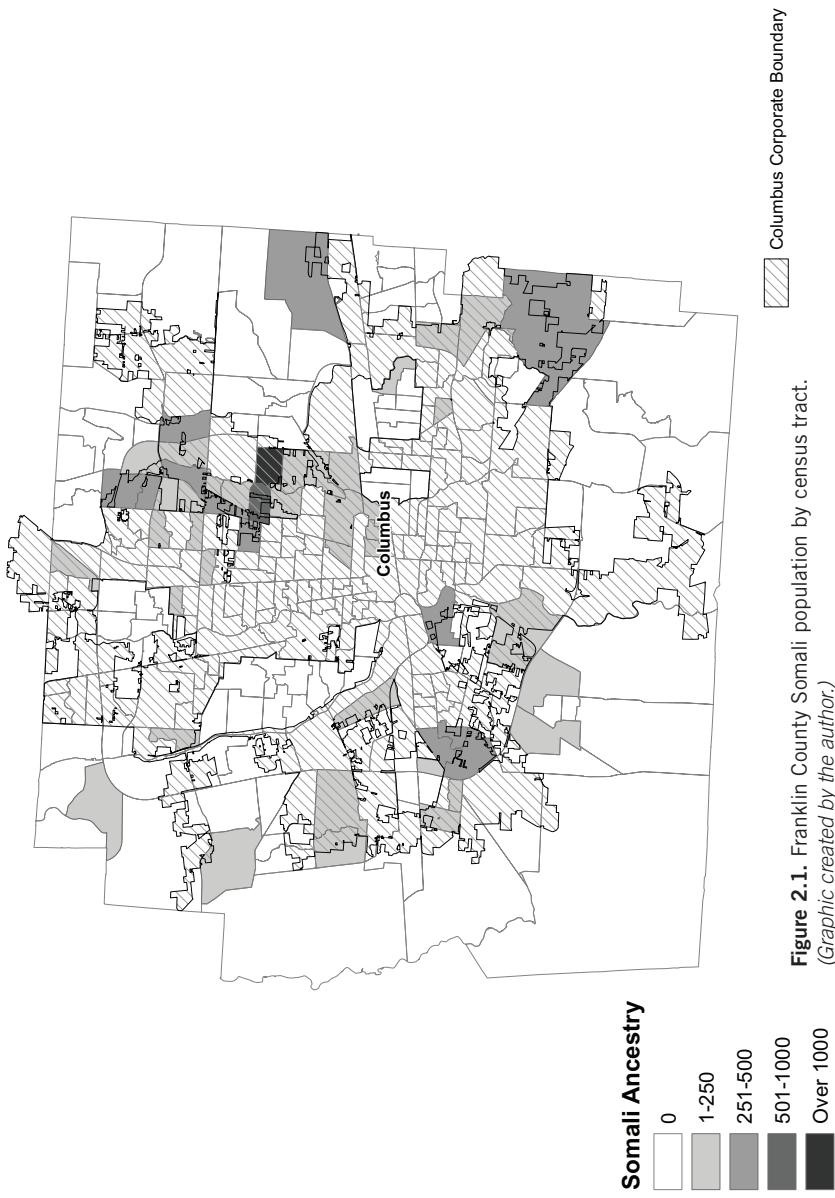 Columbus
Somali Ancestry
0
1-250
251-500
501-1000
Over 1000
Columbus Corporate Boundary
Figure 2.1. Franklin County Somali population by census tract.
(Graphic created by the author.)